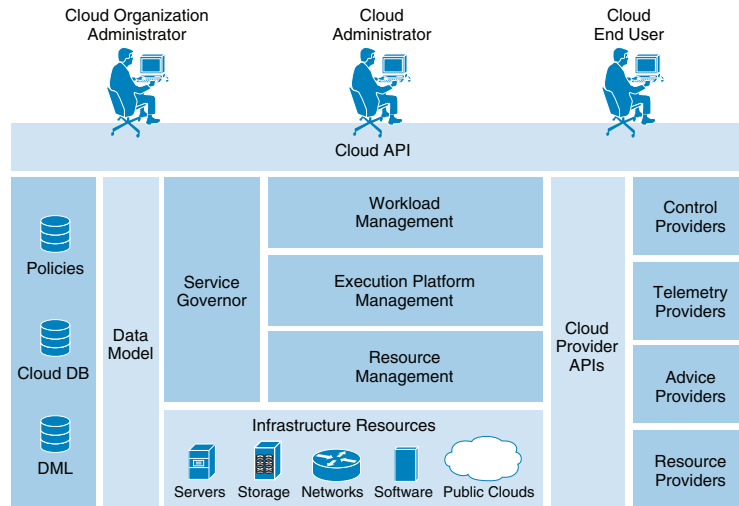 Cloud Organization
Administrator
Cloud
Administrator
Cloud
End User
Cloud API
Policies
Cloud DB
DML
Data
Model
Service
Governor
Workload
Management
Execution Platform
Management
Resource
Management
Infrastructure Resources
Servers
Storage
Networks
Software
Public Clouds
Cloud
Provider
APIs
Control
Providers
Telemetry
Providers
Advice
Providers
Resource
Providers